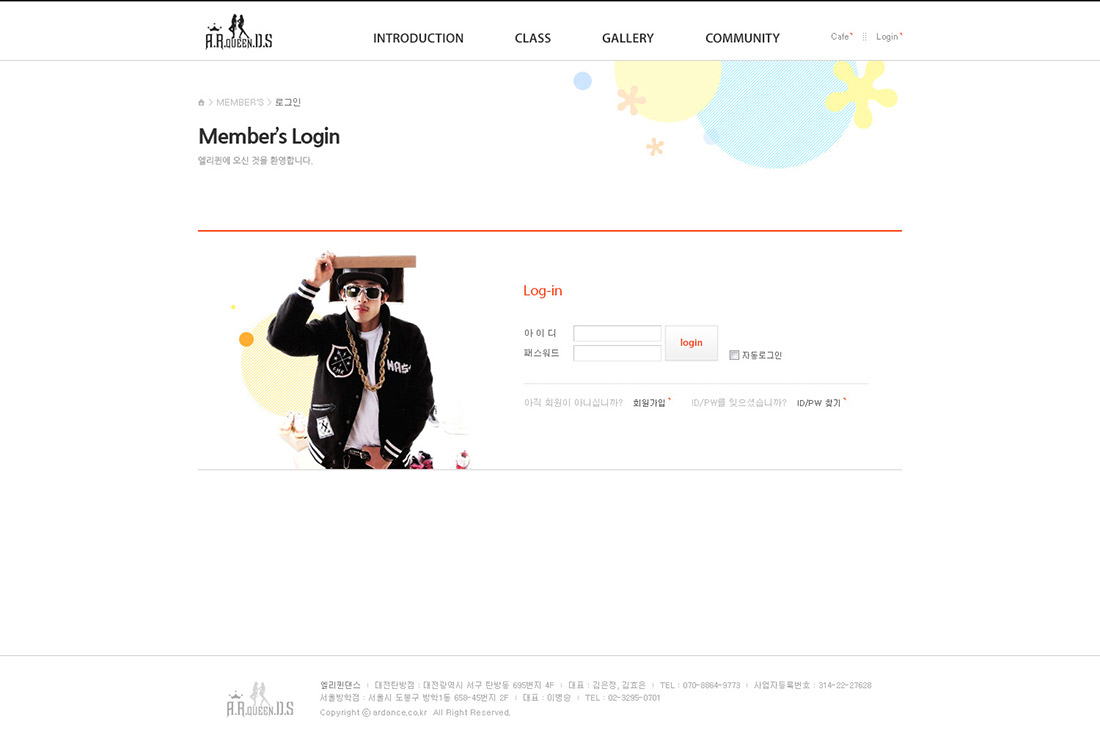 A.R.QUEEN.D.S
INTRODUCTION CLASS GALLERY COMMUNITY Cafe Login
> MEMBER'S > 로그인
Member's Login
엘리퀸에 오신 것을 환영합니다.
HAS
Log-in
아 이 디
패스워드
login
자동로그인
아직 회원이 아니십니까? 회원가입 ID/PW를 잊으셨습니까? ID/PW 찾기
A.R.QUEEN.D.S
엘리퀸댄스 | 대전탄방점 : 대전광역시 서구 탄방동 695번지 4F | 대표 : 김은정, 김효은 | TEL : 070-8864-9773 | 사업자등록번호 : 314-22-27628
서울방학점 : 서울시 도봉구 방학1동 658-45번지 2F | 대표 : 이병승 | TEL : 02-3295-0701
Copyright ⓒ ardance.co.kr All Right Reserved.